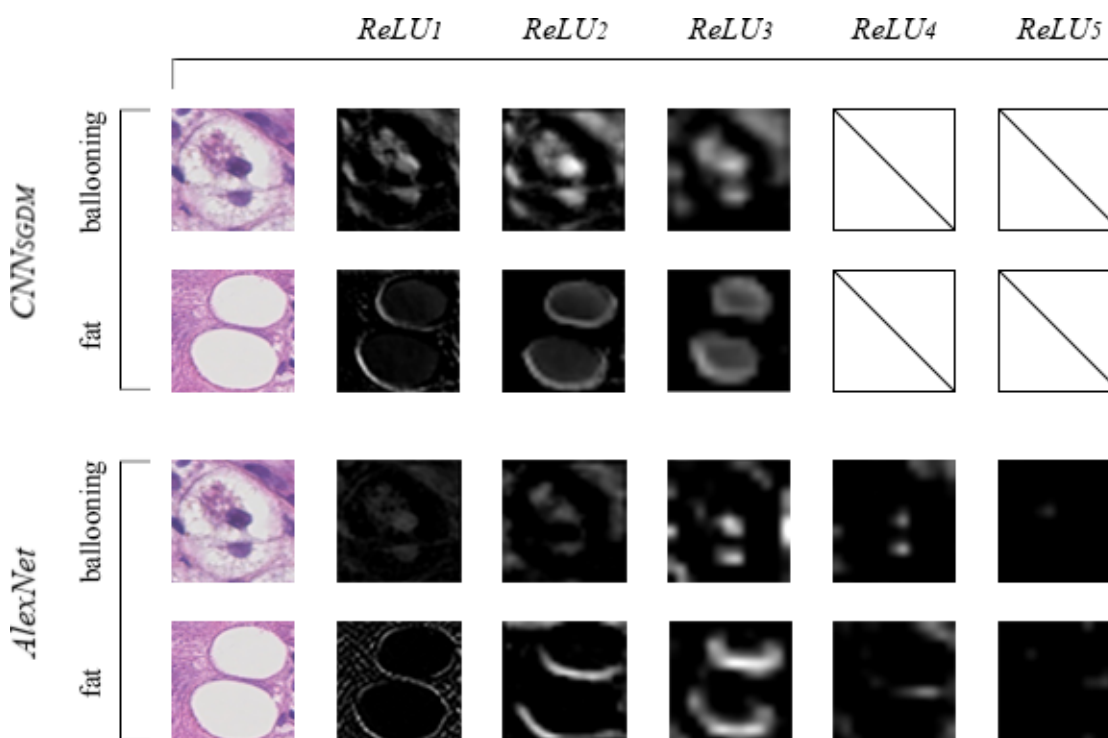 ReLU1 ReLU2 ReLU3 ReLU4 ReLU5
CNNSGDM
ballooning
fat
AlexNet
ballooning
fat